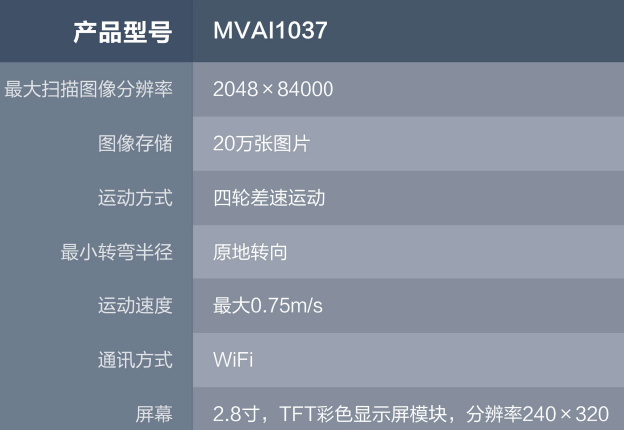 产品型号 MVAI1037
最大扫描图像分辨率 2048×84000
图像存储 20万张图片
运动方式 四轮差速运动
最小转弯半径 原地转向
运动速度 最大0.75m/s
通讯方式 WiFi
屏幕 2.8寸，TFT彩色显示屏模块，分辨率240×320